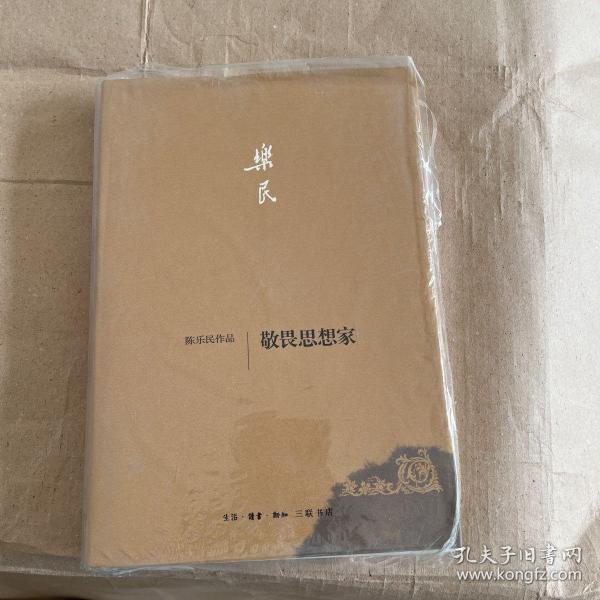 樂民
陈乐民作品
敬畏思想家
生活·讀書·新知 三联书店
孔夫子旧书网
www.kongfz.com